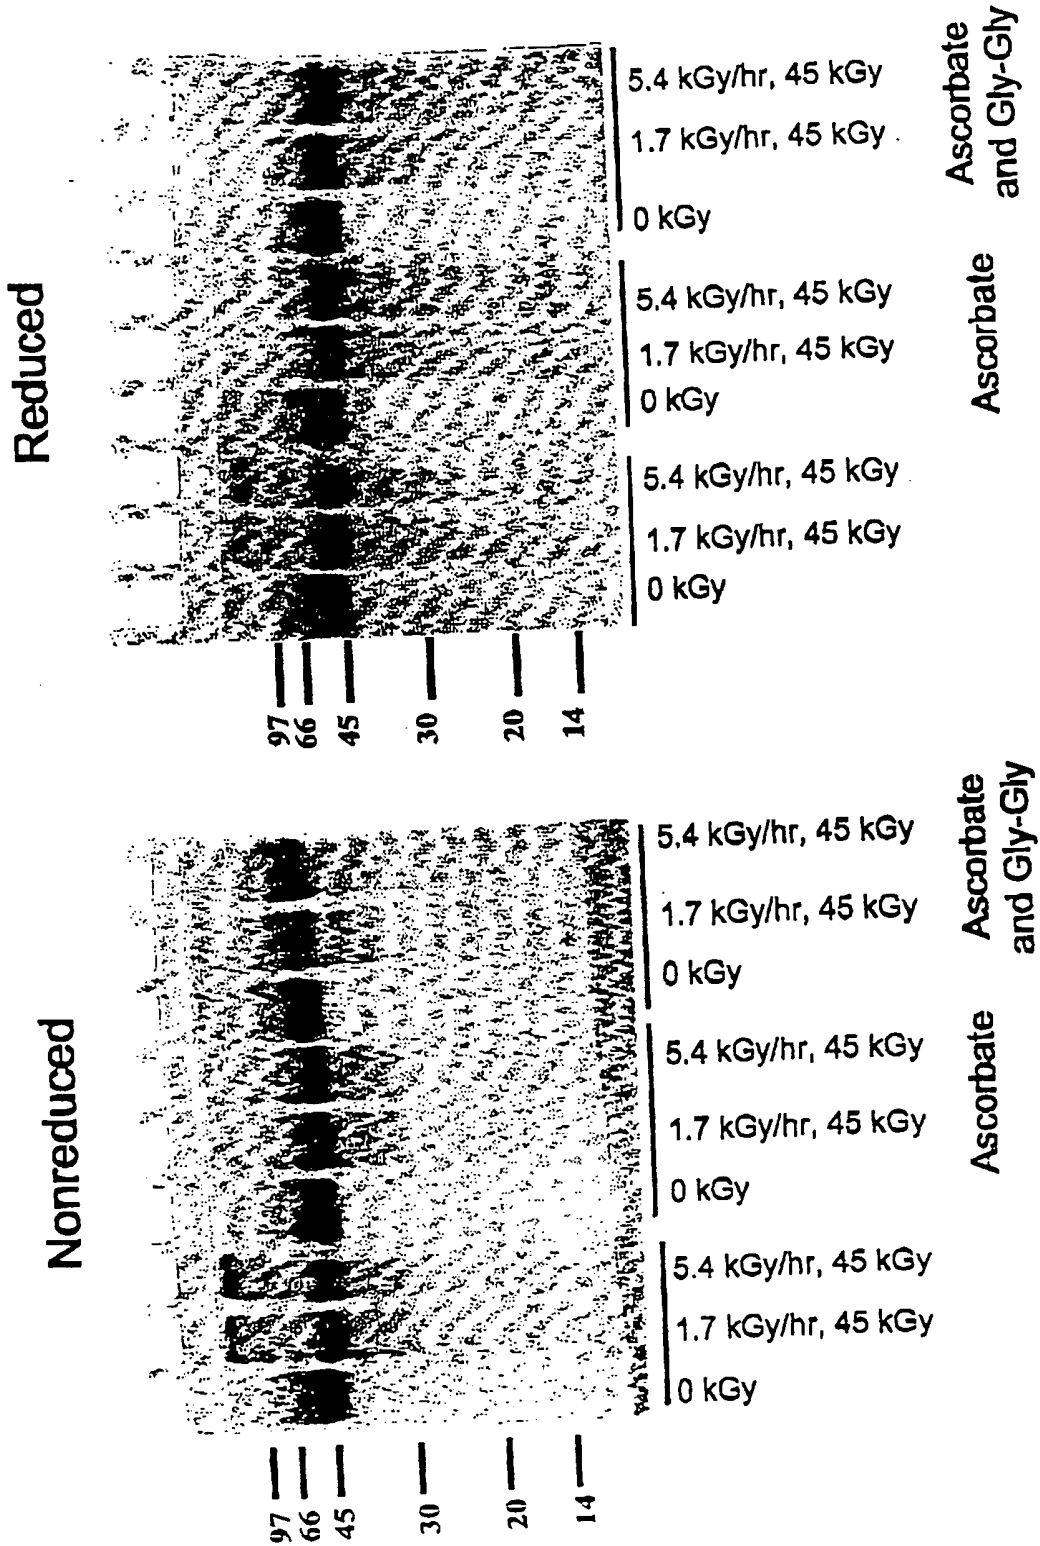 Reduced
97
66
45
30
20
14
5.4 kGy/hr, 45 kGy
1.7 kGy/hr, 45 kGy
0 kGy
5.4 kGy/hr, 45 kGy
1.7 kGy/hr, 45 kGy
0 kGy
5.4 kGy/hr, 45 kGy
1.7 kGy/hr, 45 kGy
0 kGy
Ascorbate
and Gly-Gly
Ascorbate
Nonreduced
97
66
45
30
20
14
5.4 kGy/hr, 45 kGy
1.7 kGy/hr, 45 kGy
0 kGy
5.4 kGy/hr, 45 kGy
1.7 kGy/hr, 45 kGy
0 kGy
5.4 kGy/hr, 45 kGy
1.7 kGy/hr, 45 kGy
0 kGy
Ascorbate
and Gly-Gly
Ascorbate